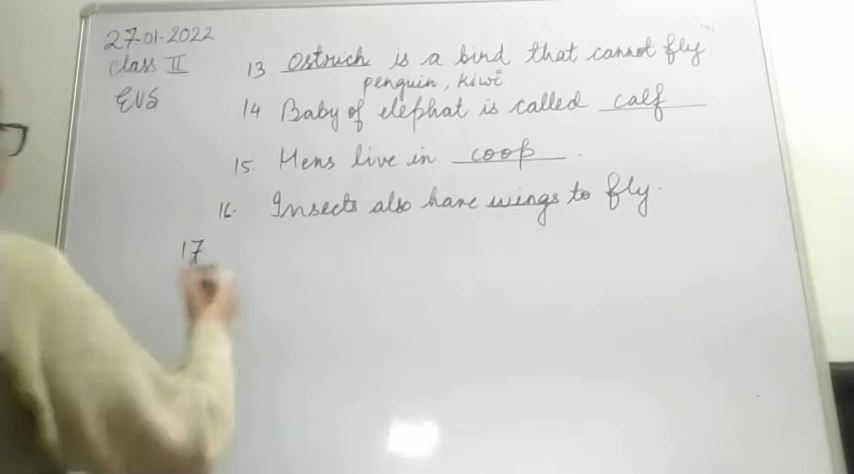 27-01-2022
Class II
EVS
13 Ostrich is a bird that cannot fly
penguin, kiwi
14 Baby of elephat is called calf
15 Hens live in coop.
16. Insects also have wings to fly.
17